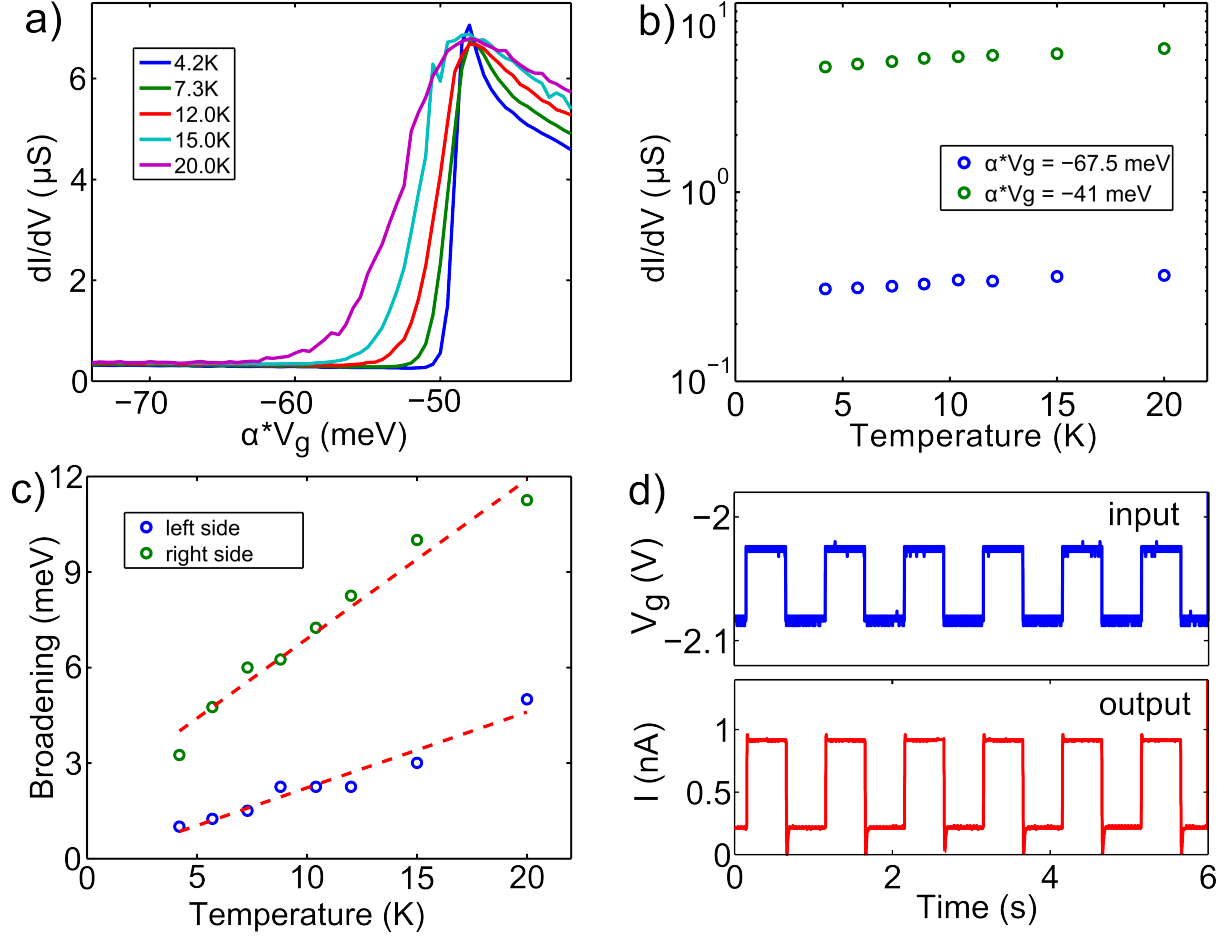 a)
dI/dV (μS)
6
4
2
0
4.2K
7.3K
12.0K
15.0K
20.0K
−70
−60
−50
α*Vg (meV)
b)
dI/dV (μS)
10^1
10^0
10^−1
α*Vg = −67.5 meV
α*Vg = −41 meV
0
5
10
15
20
Temperature (K)
c)
Broadening (meV)
12
9
6
3
0
left side
right side
0
5
10
15
20
Temperature (K)
d)
Vg (V)
−2
−2.1
input
I (nA)
1
0.5
0
output
0
2
4
6
Time (s)